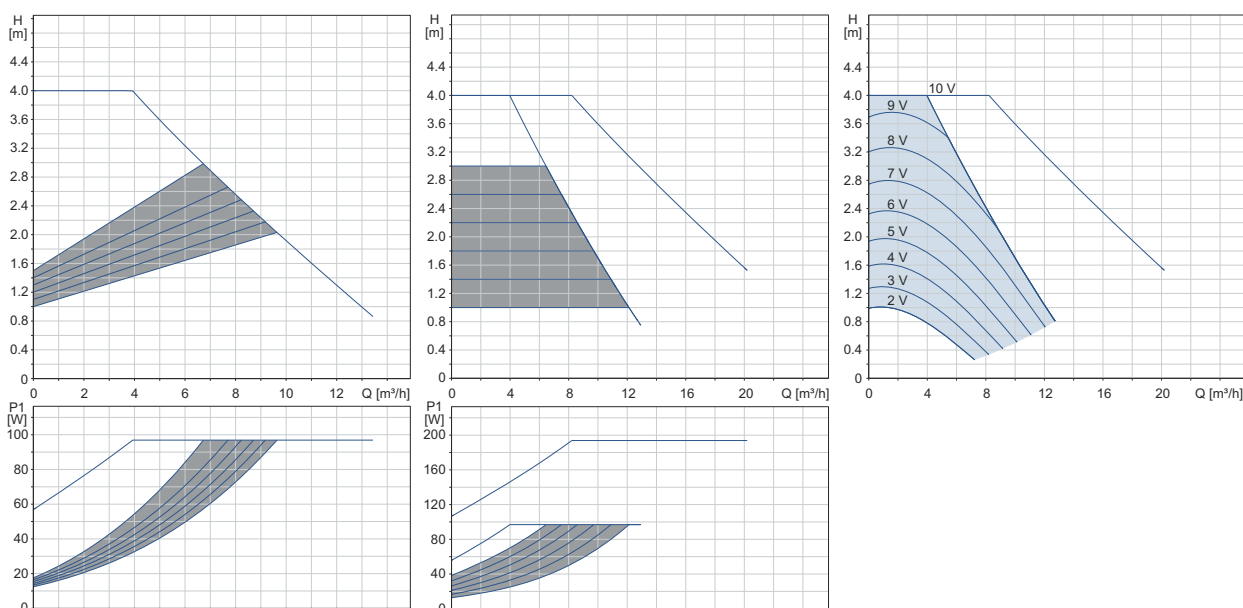 H
[m]
4.4
4.0
3.6
3.2
2.8
2.4
2.0
1.6
1.2
0.8
0.4
0
0 2 4 6 8 10 12 Q [m³/h]
P1
[W]
100
80
60
40
20
0
H
[m]
4.4
4.0
3.6
3.2
2.8
2.4
2.0
1.6
1.2
0.8
0.4
0
0 4 8 12 16 20 Q [m³/h]
P1
[W]
200
160
120
80
40
0
H
[m]
4.4
4.0
3.6
3.2
2.8
2.4
2.0
1.6
1.2
0.8
0.4
0
10 V
9 V
8 V
7 V
6 V
5 V
4 V
3 V
2 V
0 4 8 12 16 20 Q [m³/h]